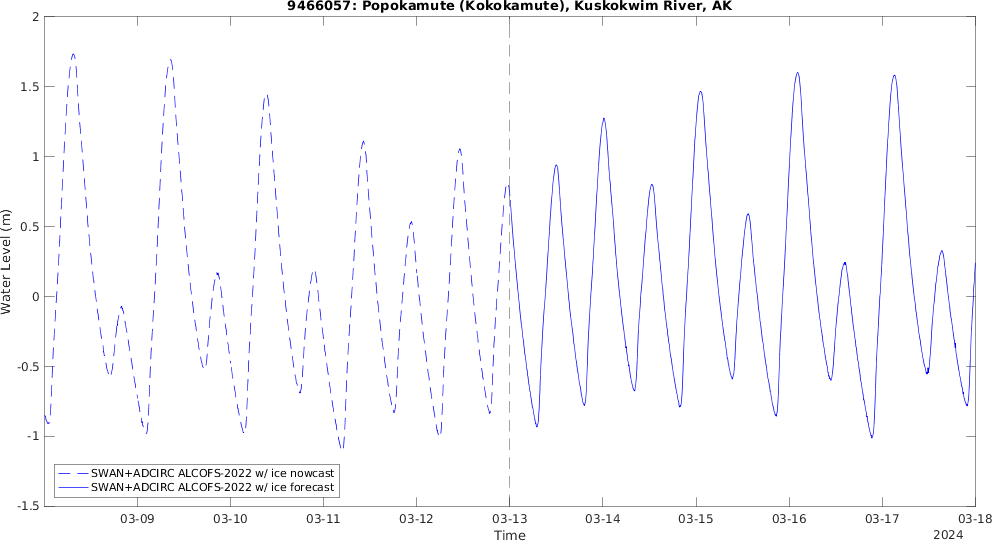 9466057: Popokamute (Kokokamute), Kuskokwim River, AK
2
1.5
1
0.5
0
-0.5
-1
-1.5
Water Level (m)
SWAN+ADCIRC ALCOFS-2022 w/ ice nowcast
SWAN+ADCIRC ALCOFS-2022 w/ ice forecast
03-09 03-10 03-11 03-12 03-13 03-14 03-15 03-16 03-17 03-18
Time
2024